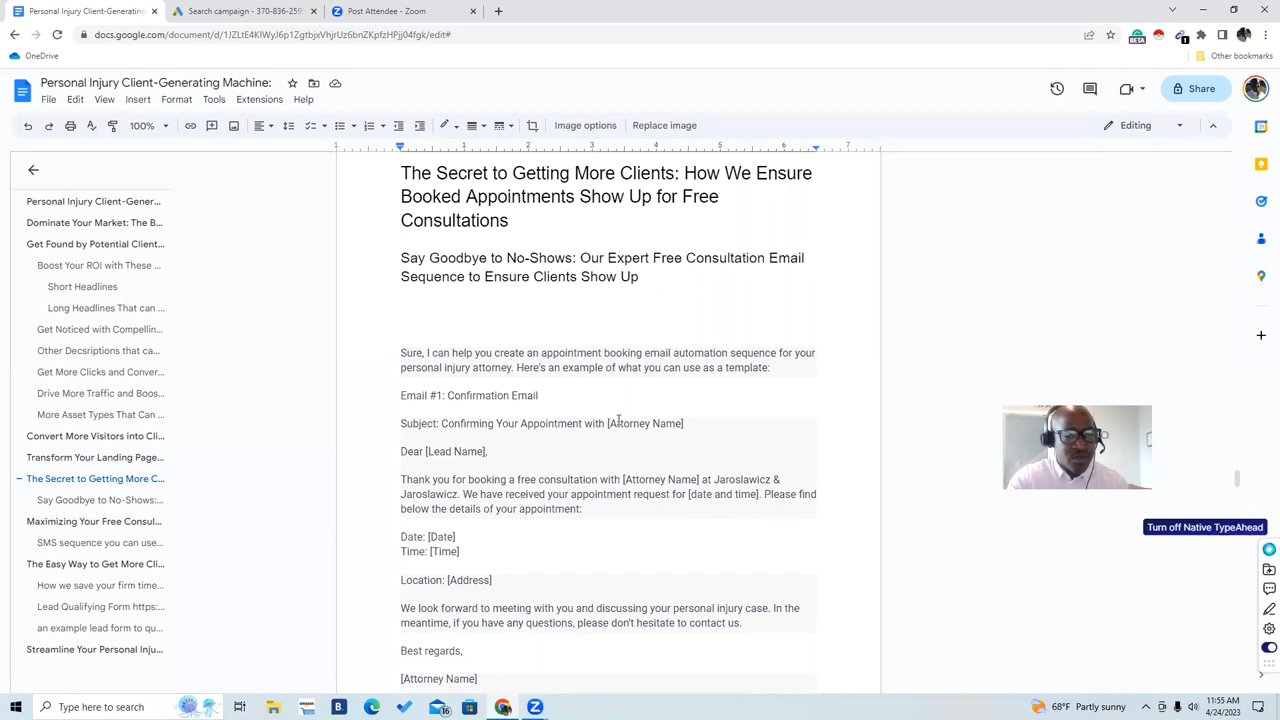 Personal Injury Client-Generating
Search campaign - 370-836-259
Post Attendee - Zoom
docs.google.com/document/d/1JZLtE4KIWyJ6p1ZgtbjxVhjrUz6bnZKpfzHPjj04fgk/edit#
OneDrive
Other bookmarks
BETA
1
Personal Injury Client-Generating Machine:
File Edit View Insert Format Tools Extensions Help
Share
100%
Image options
Replace image
Editing
1 1 2 3 4 5 6 7
Personal Injury Client-Gener...
Dominate Your Market: The B...
Get Found by Potential Client...
Boost Your ROI with These ...
Short Headlines
Long Headlines That can ...
Get Noticed with Compellin...
Other Decsriptions that ca...
Get More Clicks and Conver...
Drive More Traffic and Boos...
More Asset Types That Can ...
Convert More Visitors into Cli...
Transform Your Landing Page...
The Secret to Getting More C...
Say Goodbye to No-Shows:...
Maximizing Your Free Consul...
SMS sequence you can use...
The Easy Way to Get More Cli...
How we save your firm time...
Lead Qualifying Form https:...
an example lead form to qu...
Streamline Your Personal Inju...
The Secret to Getting More Clients: How We Ensure
Booked Appointments Show Up for Free
Consultations
Say Goodbye to No-Shows: Our Expert Free Consultation Email
Sequence to Ensure Clients Show Up
Sure, I can help you create an appointment booking email automation sequence for your
personal injury attorney. Here's an example of what you can use as a template:
Email #1: Confirmation Email
Subject: Confirming Your Appointment with [Attorney Name]
Dear [Lead Name],
Thank you for booking a free consultation with [Attorney Name] at Jaroslawicz &
Jaroslawicz. We have received your appointment request for [date and time]. Please find
below the details of your appointment:
Date: [Date]
Time: [Time]
Location: [Address]
We look forward to meeting with you and discussing your personal injury case. In the
meantime, if you have any questions, please don't hesitate to contact us.
Best regards,
[Attorney Name]
Turn off Native TypeAhead
Type here to search
B.
16
68°F Partly sunny
11:55 AM
4/24/2023